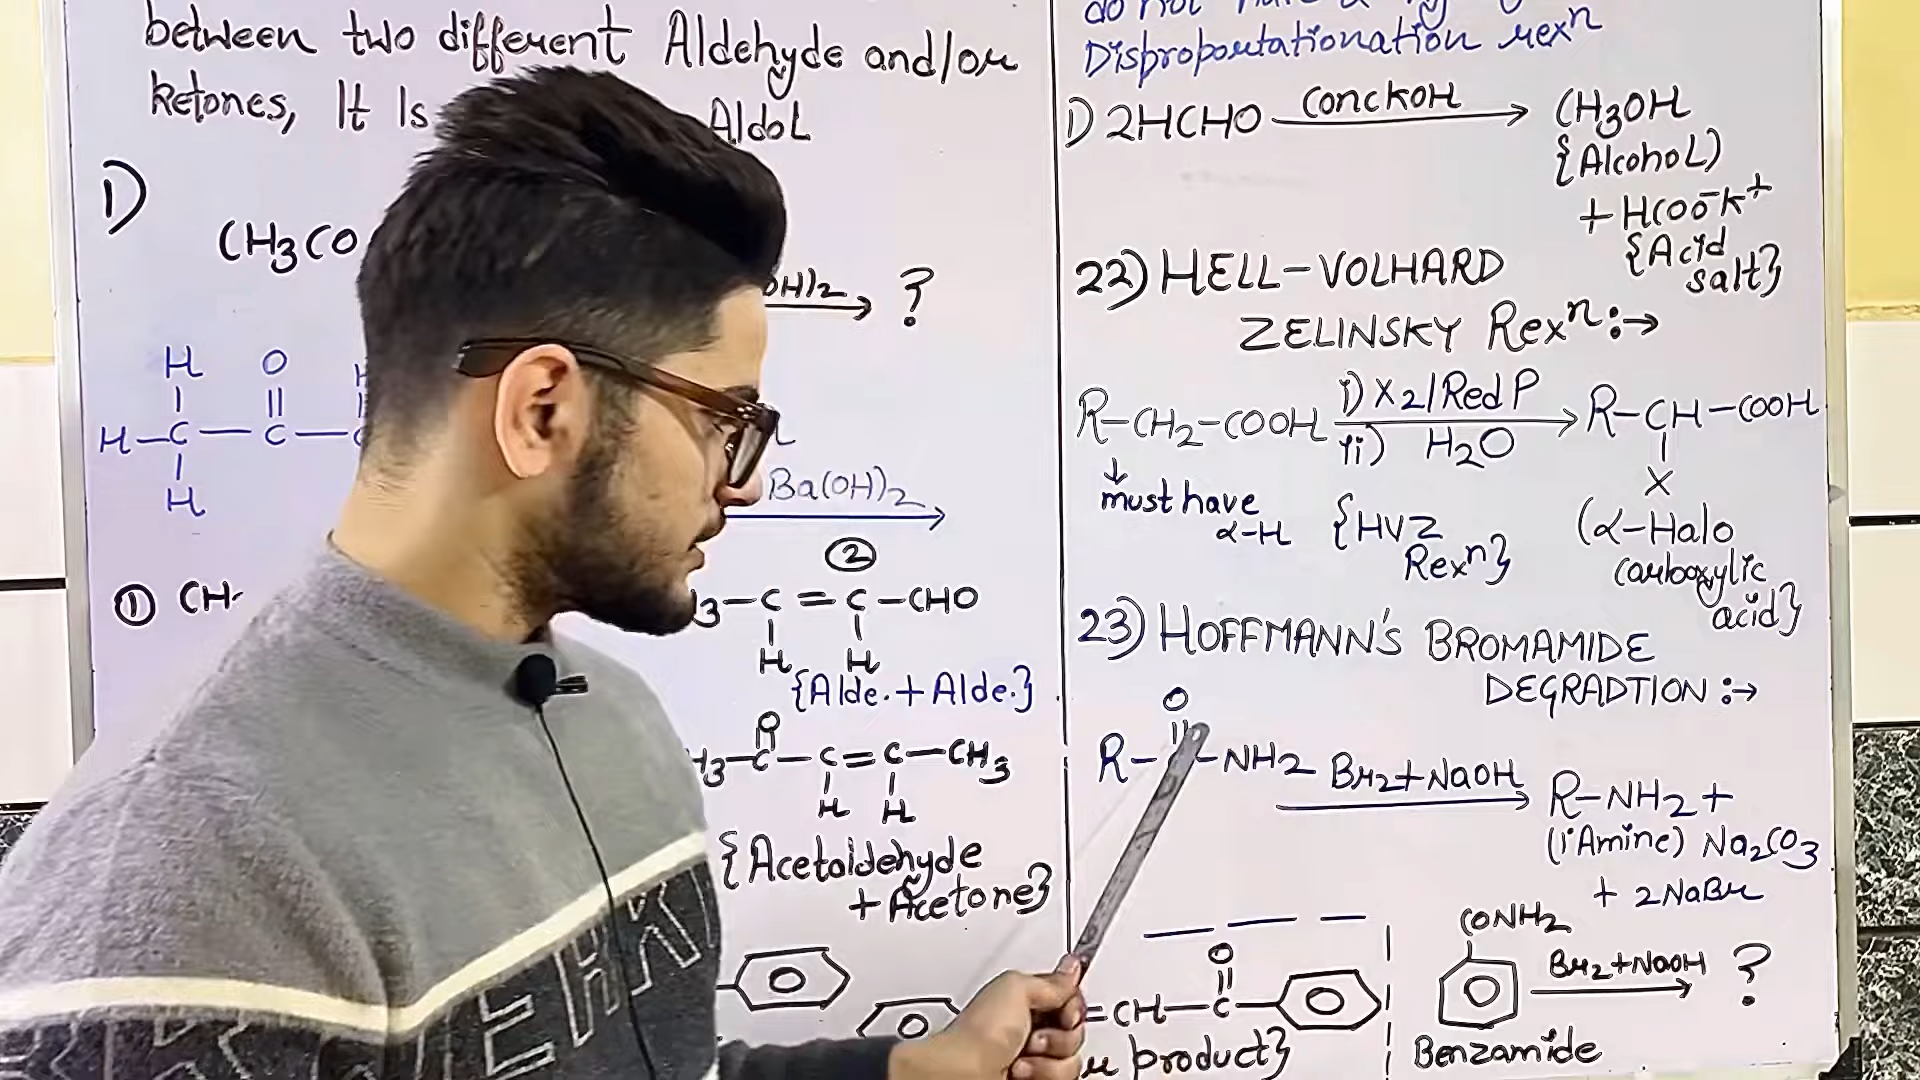 between two different Aldehyde and/or
ketones, It Is
AldoL
1)
CH3CO
OH)2 ?
H O
H-C-C-
H
Ba(OH)2
②
① CH-
3-C=C-CHO
H H
{Alde.+Alde.}
O
H3-C-C=C-CH3
H H
{Acetaldehyde
+Acetone}
do not have
Disproportationation rexⁿ
1) 2HCHO conc KOH → CH3OH
{AlcohoL)
+ HCOO⁻K⁺
{Acid
salt}
22) HELL-VOLHARD
ZELINSKY Rexⁿ:→
R-CH2-COOH i) X2/Red P → R-CH-COOH
ii) H2O
X
↓
must have
α-H
{HVZ
Rexⁿ}
(α-Halo
carboxylic
acid}
23) HOFFMANN'S BROMAMIDE
DEGRADTION :→
O
R- -NH2 Br2+NaOH → R-NH2 +
(1°Amine) Na2CO3
+ 2NaBr
O
=CH-C-
product}
CONH2
Br2+NaOH → ?
Benzamide